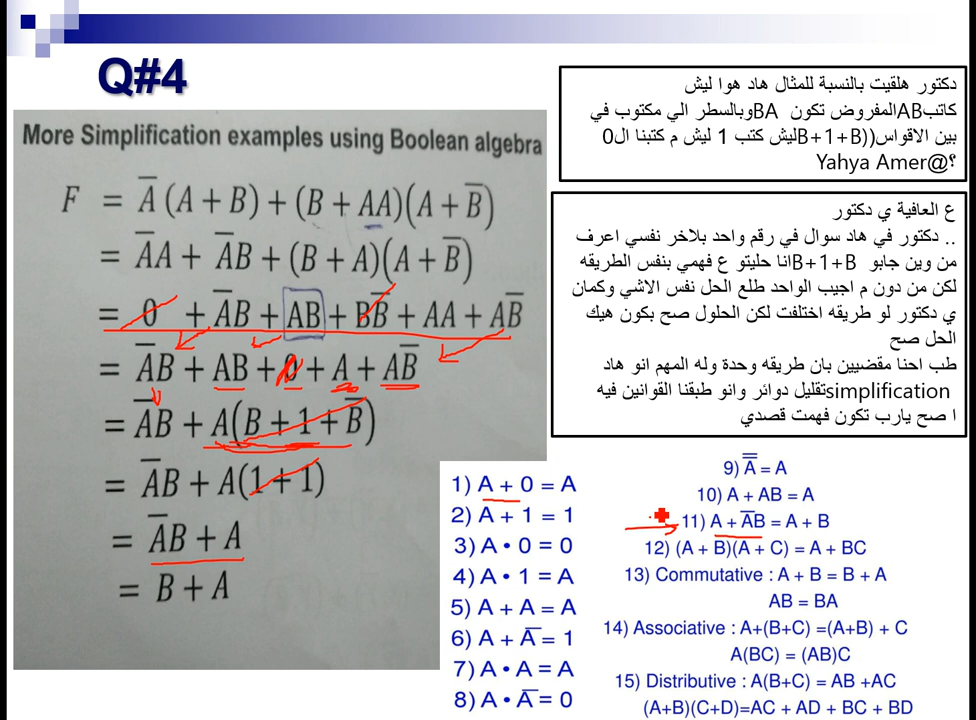 Q#4
دكتور هلقيت بالنسبة للمثال هاد هوا ليش
كاتبABالمفروض تكون BAوبالسطر الي مكتوب في
بين الاقواس((B+1+Bليش كتب 1 ليش م كتبنا ال0
؟@Yahya Amer
ع العافية ي دكتور
.. دكتور في هاد سوال في رقم واحد بلاخر نفسي اعرف
من وين جابو B+1+Bانا حليتو ع فهمي بنفس الطريقه
لكن من دون م اجيب الواحد طلع الحل نفس الاشي وكمان
ي دكتور لو طريقه اختلفت لكن الحلول صح بكون هيك
الحل صح
طب احنا مقضيين بان طريقه وحدة وله المهم انو هاد
simplificationتقليل دوائر وانو طبقنا القوانين فيه
ا صح يارب تكون فهمت قصدي
More Simplification examples using Boolean algebra
F = A̅ (A + B) + (B + AA)(A + B̅)
= A̅A + A̅B + (B + A)(A + B̅)
= 0 + A̅B + AB + BB̅ + AA + AB̅
= A̅B + AB + 0 + A + AB̅
= A̅B + A(B + 1 + B̅)
= A̅B + A(1 + 1)
= A̅B + A
= B + A
1) A + 0 = A
2) A + 1 = 1
3) A • 0 = 0
4) A • 1 = A
5) A + A = A
6) A + A̅ = 1
7) A • A = A
8) A • A̅ = 0
9) A̿ = A
10) A + AB = A
11) A + A̅B = A + B
12) (A + B)(A + C) = A + BC
13) Commutative : A + B = B + A
AB = BA
14) Associative : A+(B+C) =(A+B) + C
A(BC) = (AB)C
15) Distributive : A(B+C) = AB +AC
(A+B)(C+D)=AC + AD + BC + BD